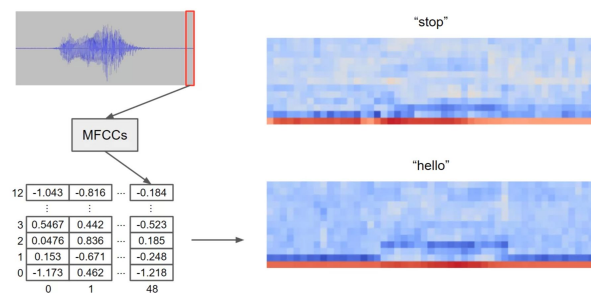 “stop”
MFCCs
“hello”
12 -1.043 -0.816 ... -0.184
⋮ ⋮ ⋮
3 0.5467 0.442 ... -0.523
2 0.0476 0.836 ... 0.185
1 0.153 -0.671 ... -0.248
0 -1.173 0.462 ... -1.218
0 1 48